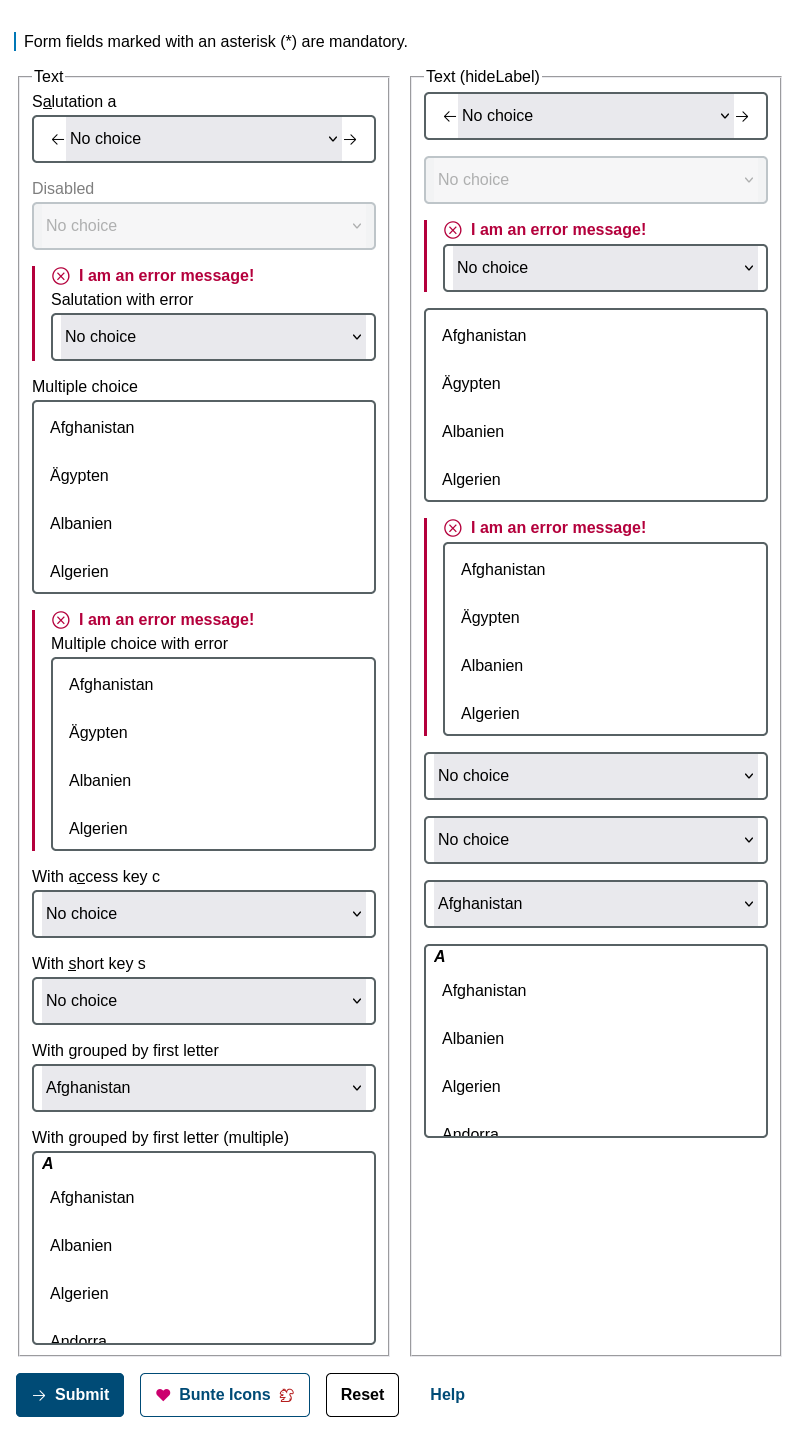 Form fields marked with an asterisk (*) are mandatory.
Text
Salutation a
No choice
Disabled
No choice
I am an error message!
Salutation with error
No choice
Multiple choice
Afghanistan
Ägypten
Albanien
Algerien
I am an error message!
Multiple choice with error
Afghanistan
Ägypten
Albanien
Algerien
With access key c
No choice
With short key s
No choice
With grouped by first letter
Afghanistan
With grouped by first letter (multiple)
A
Afghanistan
Albanien
Algerien
Andorra
Text (hideLabel)
No choice
No choice
I am an error message!
No choice
Afghanistan
Ägypten
Albanien
Algerien
I am an error message!
Afghanistan
Ägypten
Albanien
Algerien
No choice
No choice
Afghanistan
A
Afghanistan
Albanien
Algerien
Andorra
Submit
Bunte Icons
Reset
Help